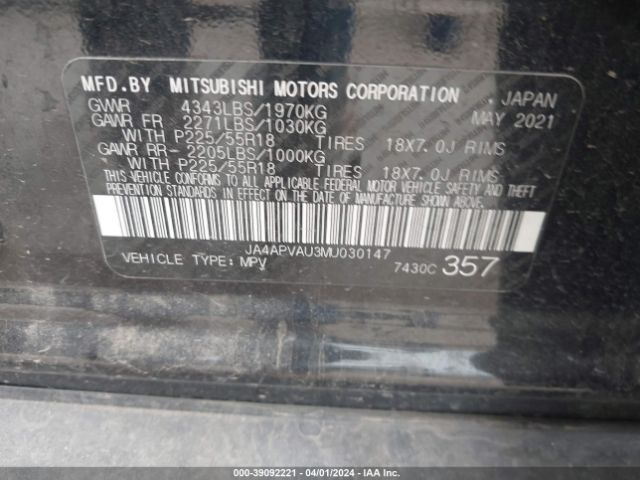 MFD.BY MITSUBISHI MOTORS CORPORATION , JAPAN
GVWR 4343LBS/1970KG MAY 2021
GAWR FR 2271LBS/1030KG
WITH P225/55R18 TIRES 18X7.0J RIMS
GAWR RR- 2205LBS/1000KG
WITH P225/55R18 TIRES 18X7.0J RIMS
THIS VEHICLE CONFORMS TO ALL APPLICABLE FEDERAL MOTOR VEHICLE SAFETY AND THEFT
PREVENTION STANDARDS IN EFFECT ON THE DATE OF MANUFACTURE SHOWN ABOVE.
JA4APVAU3MU030147
VEHICLE TYPE: MPV 7430C 357
000-39092221 - 04/01/2024 - IAA Inc.